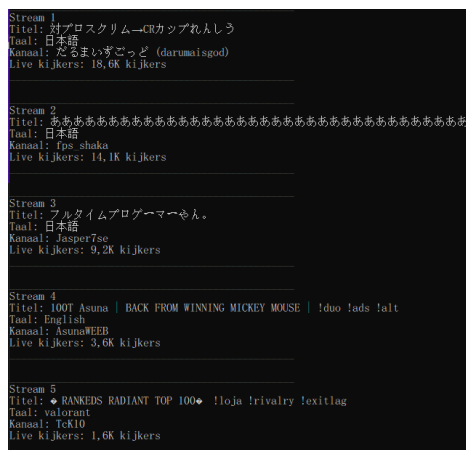 Stream 1
Titel: 対プロスクリム→CRカップれんしう
Taal: 日本語
Kanaal: だるまいずごっど (darumaisgod)
Live kijkers: 18,6K kijkers
Stream 2
Titel: ああああああああああああああああああああああああああああああああああああ
Taal: 日本語
Kanaal: fps_shaka
Live kijkers: 14,1K kijkers
Stream 3
Titel: フルタイムプロゲーマーやん。
Taal: 日本語
Kanaal: Jasper7se
Live kijkers: 9,2K kijkers
Stream 4
Titel: 100T Asuna | BACK FROM WINNING MICKEY MOUSE | !duo !ads !alt
Taal: English
Kanaal: AsunaWEEB
Live kijkers: 3,6K kijkers
Stream 5
Titel: � RANKEDS RADIANT TOP 100� !loja !rivalry !exitlag
Taal: valorant
Kanaal: TcK10
Live kijkers: 1,6K kijkers